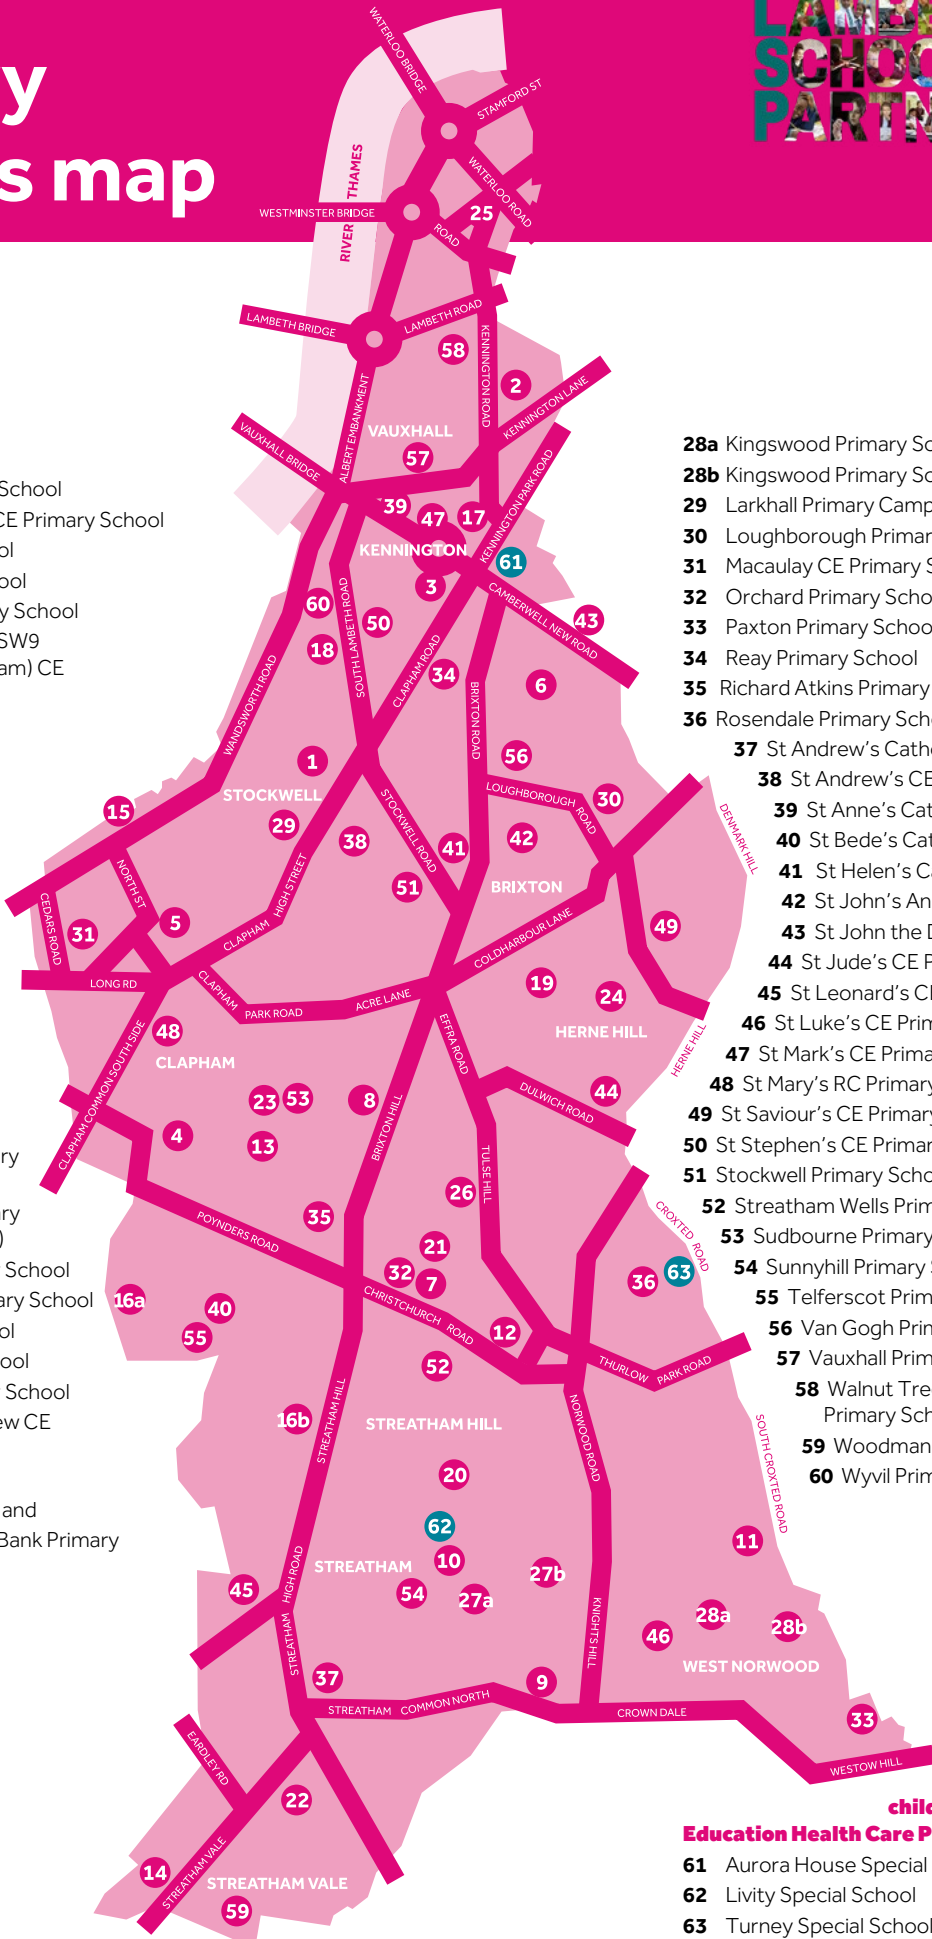 y
s map
LAMBE
SCHOO
PARTN
WATERLOO BRIDGE
STAMFORD ST
WATERLOO ROAD
RIVER THAMES
WESTMINSTER BRIDGE
ROAD
25
LAMBETH BRIDGE
LAMBETH ROAD
KENNINGTON ROAD
58
2
KENNINGTON LANE
ALBERT EMBANKMENT
VAUXHALL
VAUXHALL BRIDGE
57
KENNINGTON PARK ROAD
39
47
17
KENNINGTON
61
3
CAMBERWELL NEW ROAD
60
50
43
18
SOUTH LAMBETH ROAD
CLAPHAM ROAD
34
6
BRIXTON ROAD
WANDSWORTH ROAD
56
1
STOCKWELL
LOUGHBOROUGH ROAD
30
15
29
38
STOCKWELL ROAD
41
42
DENMARK HILL
51
BRIXTON
NORTH ST
CEDARS ROAD
31
5
CLAPHAM HIGH STREET
COLDHARBOUR LANE
49
LONG RD
CLAPHAM PARK ROAD
ACRE LANE
19
24
EFFRA ROAD
HERNE HILL
HERNE HILL
48
CLAPHAM
CLAPHAM COMMON SOUTH SIDE
23
53
8
44
DULWICH ROAD
4
13
BRIXTON HILL
TULSE HILL
26
35
POYNDERS ROAD
21
CROXTED ROAD
32
7
36
63
16a
40
55
CHRISTCHURCH ROAD
12
52
THURLOW PARK ROAD
16b
STREATHAM HILL
STREATHAM HILL
NORWOOD ROAD
SOUTH CROXTED ROAD
20
62
11
STREATHAM
10
27b
45
54
27a
STREATHAM HIGH ROAD
KNIGHTS HILL
28a
28b
46
WEST NORWOOD
37
9
STREATHAM COMMON NORTH
CROWN DALE
33
WESTOW HILL
EARDLEY RD
22
14
STREATHAM VALE
STREATHAM VALE
59
School
CE Primary School
ol
ool
y School
SW9
am) CE
ry
ary
)
School
ary School
ol
ool
School
ew CE
and
Bank Primary
28a Kingswood Primary Sc
28b Kingswood Primary Sc
29 Larkhall Primary Camp
30 Loughborough Primar
31 Macaulay CE Primary S
32 Orchard Primary Scho
33 Paxton Primary School
34 Reay Primary School
35 Richard Atkins Primary
36 Rosendale Primary Sch
37 St Andrew’s Cath
38 St Andrew’s CE
39 St Anne’s Cat
40 St Bede’s Cat
41 St Helen’s C
42 St John’s An
43 St John the D
44 St Jude’s CE P
45 St Leonard’s C
46 St Luke’s CE Prim
47 St Mark’s CE Prima
48 St Mary’s RC Primary
49 St Saviour’s CE Primary
50 St Stephen’s CE Primar
51 Stockwell Primary Scho
52 Streatham Wells Prim
53 Sudbourne Primary
54 Sunnyhill Primary S
55 Telferscot Prim
56 Van Gogh Prim
57 Vauxhall Prim
58 Walnut Tre
Primary Sch
59 Woodman
60 Wyvil Prim
child
Education Health Care P
61 Aurora House Special
62 Livity Special School
63 Turney Special School